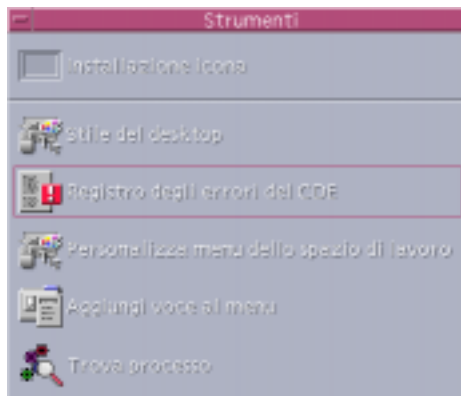 Strumenti
Installazione icona
Stile del desktop
Registro degli errori del CDE
Personalizza menu dello spazio di lavoro
Aggiungi voce al menu
Trova processo